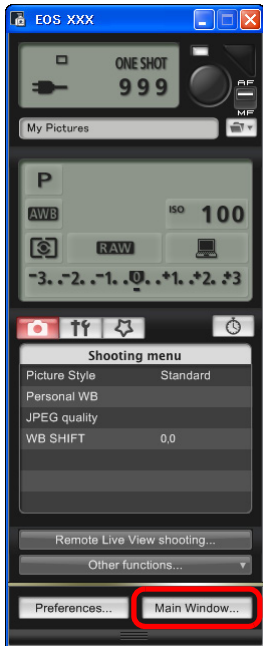 EOS XXX
ONE SHOT
999
AF
MF
My Pictures
P
AWB
ISO 100
RAW
-3..-2..-1..0..+1..+2.:+3
Shooting menu
Picture Style Standard
Personal WB
JPEG quality
WB SHIFT 0,0
Remote Live View shooting...
Other functions...
Preferences... Main Window...